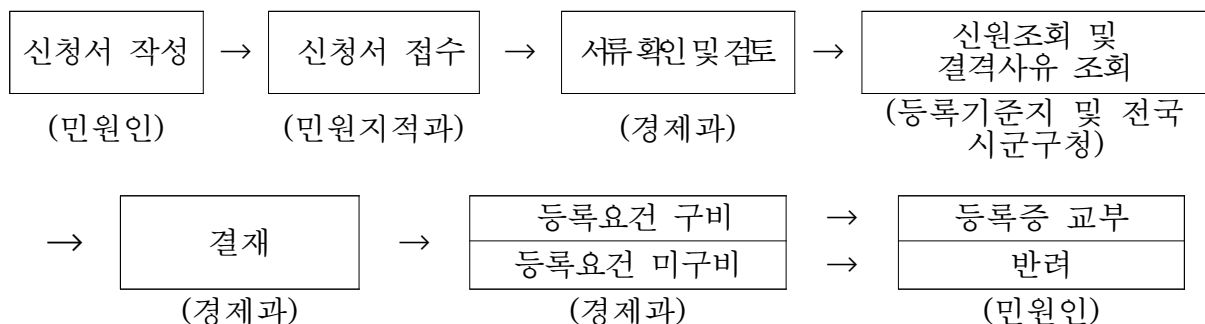 신청서 작성 → 신청서 접수 → 서류확인및검토 → 신원조회 및
결격사유 조회
(민원인) (민원지적과) (경제과) (등록기준지 및 전국
시군구청)
→ 결재 → 등록요건 구비 → 등록증 교부
등록요건 미구비 → 반려
(경제과) (경제과) (민원인)